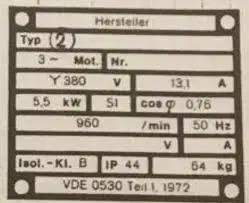 Hersteller
Typ (2)
3 ~ Mot. Nr.
Y 380 V 13,1 A
5,5 kW S1 cos φ 0,76
960 /min 50 Hz
V A
Isol.-Kl. B IP 44 64 kg
VDE 0530 Teil 1, 1972